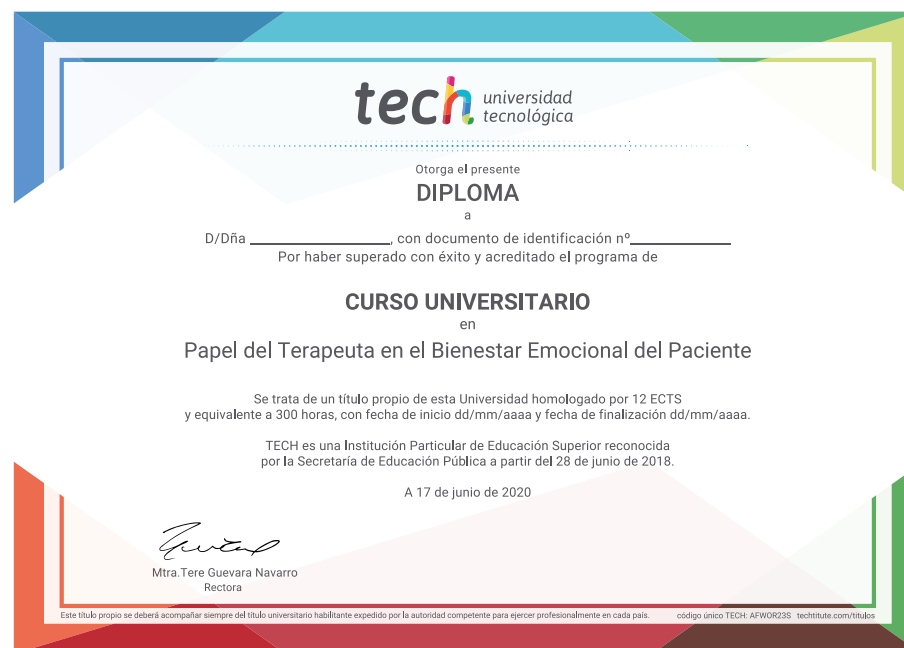 tech universidad
tecnológica
Otorga el presente
DIPLOMA
a
D/Dña ____________________, con documento de identificación nº______________
Por haber superado con éxito y acreditado el programa de
CURSO UNIVERSITARIO
en
Papel del Terapeuta en el Bienestar Emocional del Paciente
Se trata de un título propio de esta Universidad homologado por 12 ECTS
y equivalente a 300 horas, con fecha de inicio dd/mm/aaaa y fecha de finalización dd/mm/aaaa.
TECH es una Institución Particular de Educación Superior reconocida
por la Secretaría de Educación Pública a partir del 28 de junio de 2018.
A 17 de junio de 2020
Mtra.Tere Guevara Navarro
Rectora
Este título propio se deberá acompañar siempre del título universitario habilitante expedido por la autoridad competente para ejercer profesionalmente en cada país. código único TECH: AFWOR23S techtitute.com/titulos